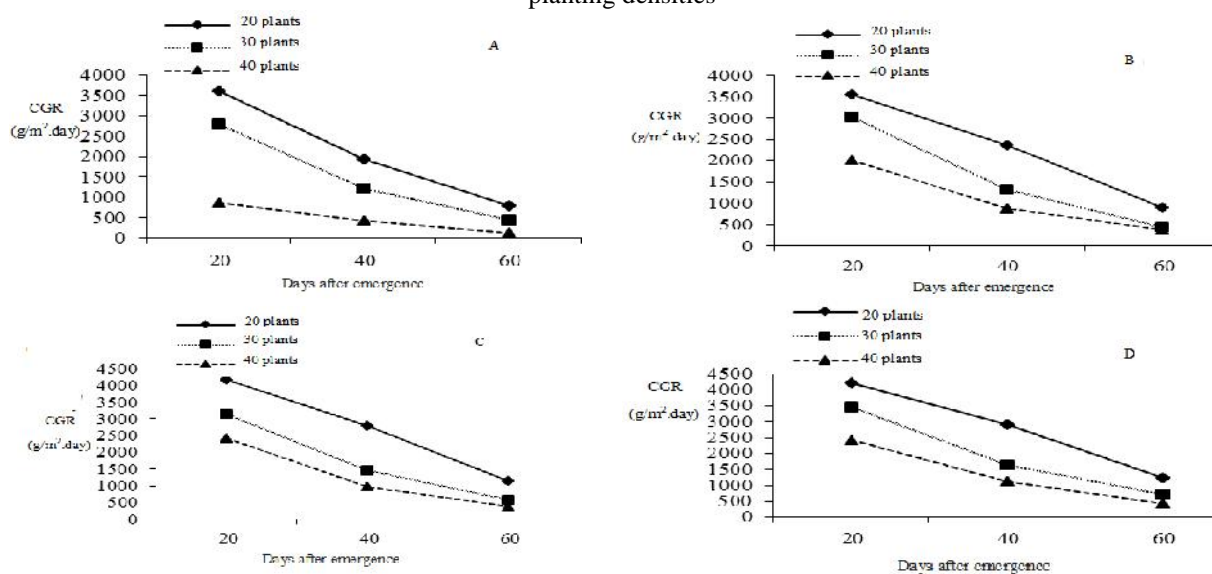 planting densities
20 plants
30 plants
40 plants
A
CGR
(g/m².day)
4000
3500
3000
2500
2000
1500
1000
500
0
20 40 60
Days after emergence
20 plants
30 plants
40 plants
B
CGR
(g/m² day)
4000
3500
3000
2500
2000
1500
1000
500
0
20 40 60
Days after emergence
20 plants
30 plants
40 plants
C
CGR
(g/m².day)
4500
4000
3500
3000
2500
2000
1500
1000
500
0
20 40 60
Days after emergence
20 plants
30 plants
40 plants
D
CGR
(g/m².day)
4500
4000
3500
3000
2500
2000
1500
1000
500
0
20 40 60
Days after emergence